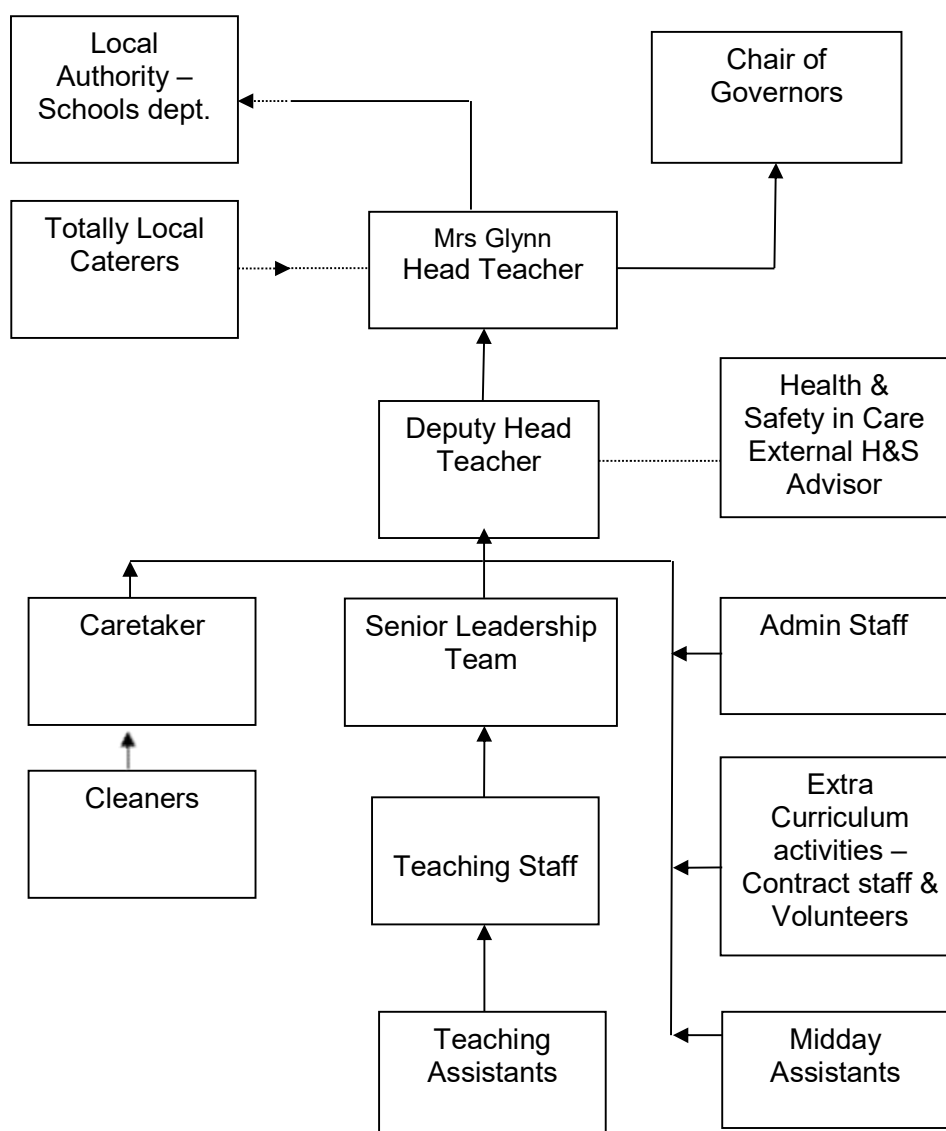 Local
Authority –
Schools dept.
Chair of
Governors
Totally Local
Caterers
Mrs Glynn
Head Teacher
Deputy Head
Teacher
Health &
Safety in Care
External H&S
Advisor
Caretaker
Senior Leadership
Team
Admin Staff
Cleaners
Teaching Staff
Extra
Curriculum
activities –
Contract staff &
Volunteers
Teaching
Assistants
Midday
Assistants